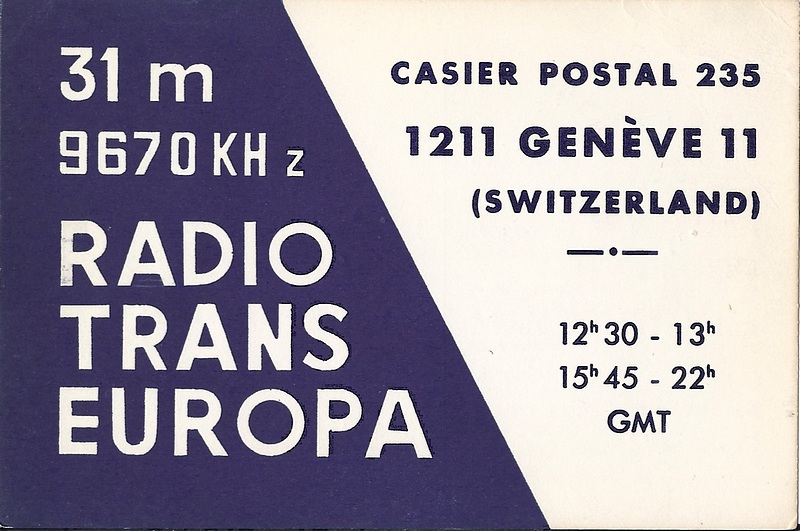 31 m
9670 KHz
RADIO
TRANS
EUROPA
CASIER POSTAL 235
1211 GENÈVE 11
(SWITZERLAND)
12h30 - 13h
15h45 - 22h
GMT